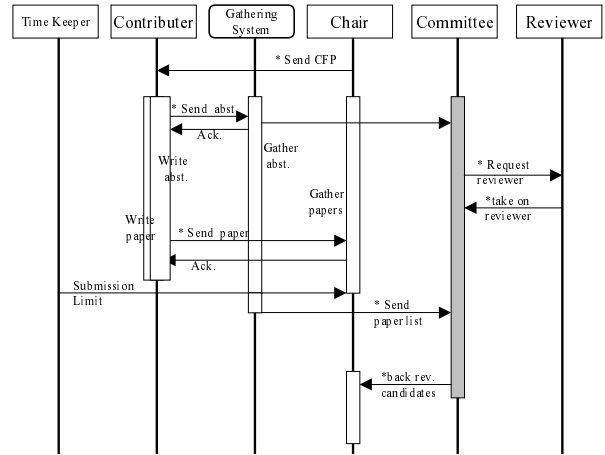 Time Keeper
Contributer
Gathering
System
Chair
Committee
Reviewer
* Send CFP
* Send abst.
Ack.
Write
abst.
Gather
abst.
* Request
reviewer
Gather
papers
*take on
reviewer
Write
paper
* Send paper
Ack.
Submission
Limit
* Send
paper list
*back rev.
candidates